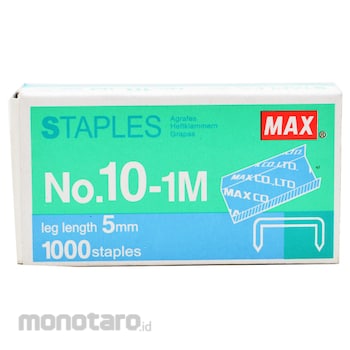 STAPLES
Agrafes
Heftklammern
Grapas
MAX®
No.10-1M
MAX CO.,LTD.
MAX CO.,LTD.
leg length 5mm
1000 staples
monotaro.id